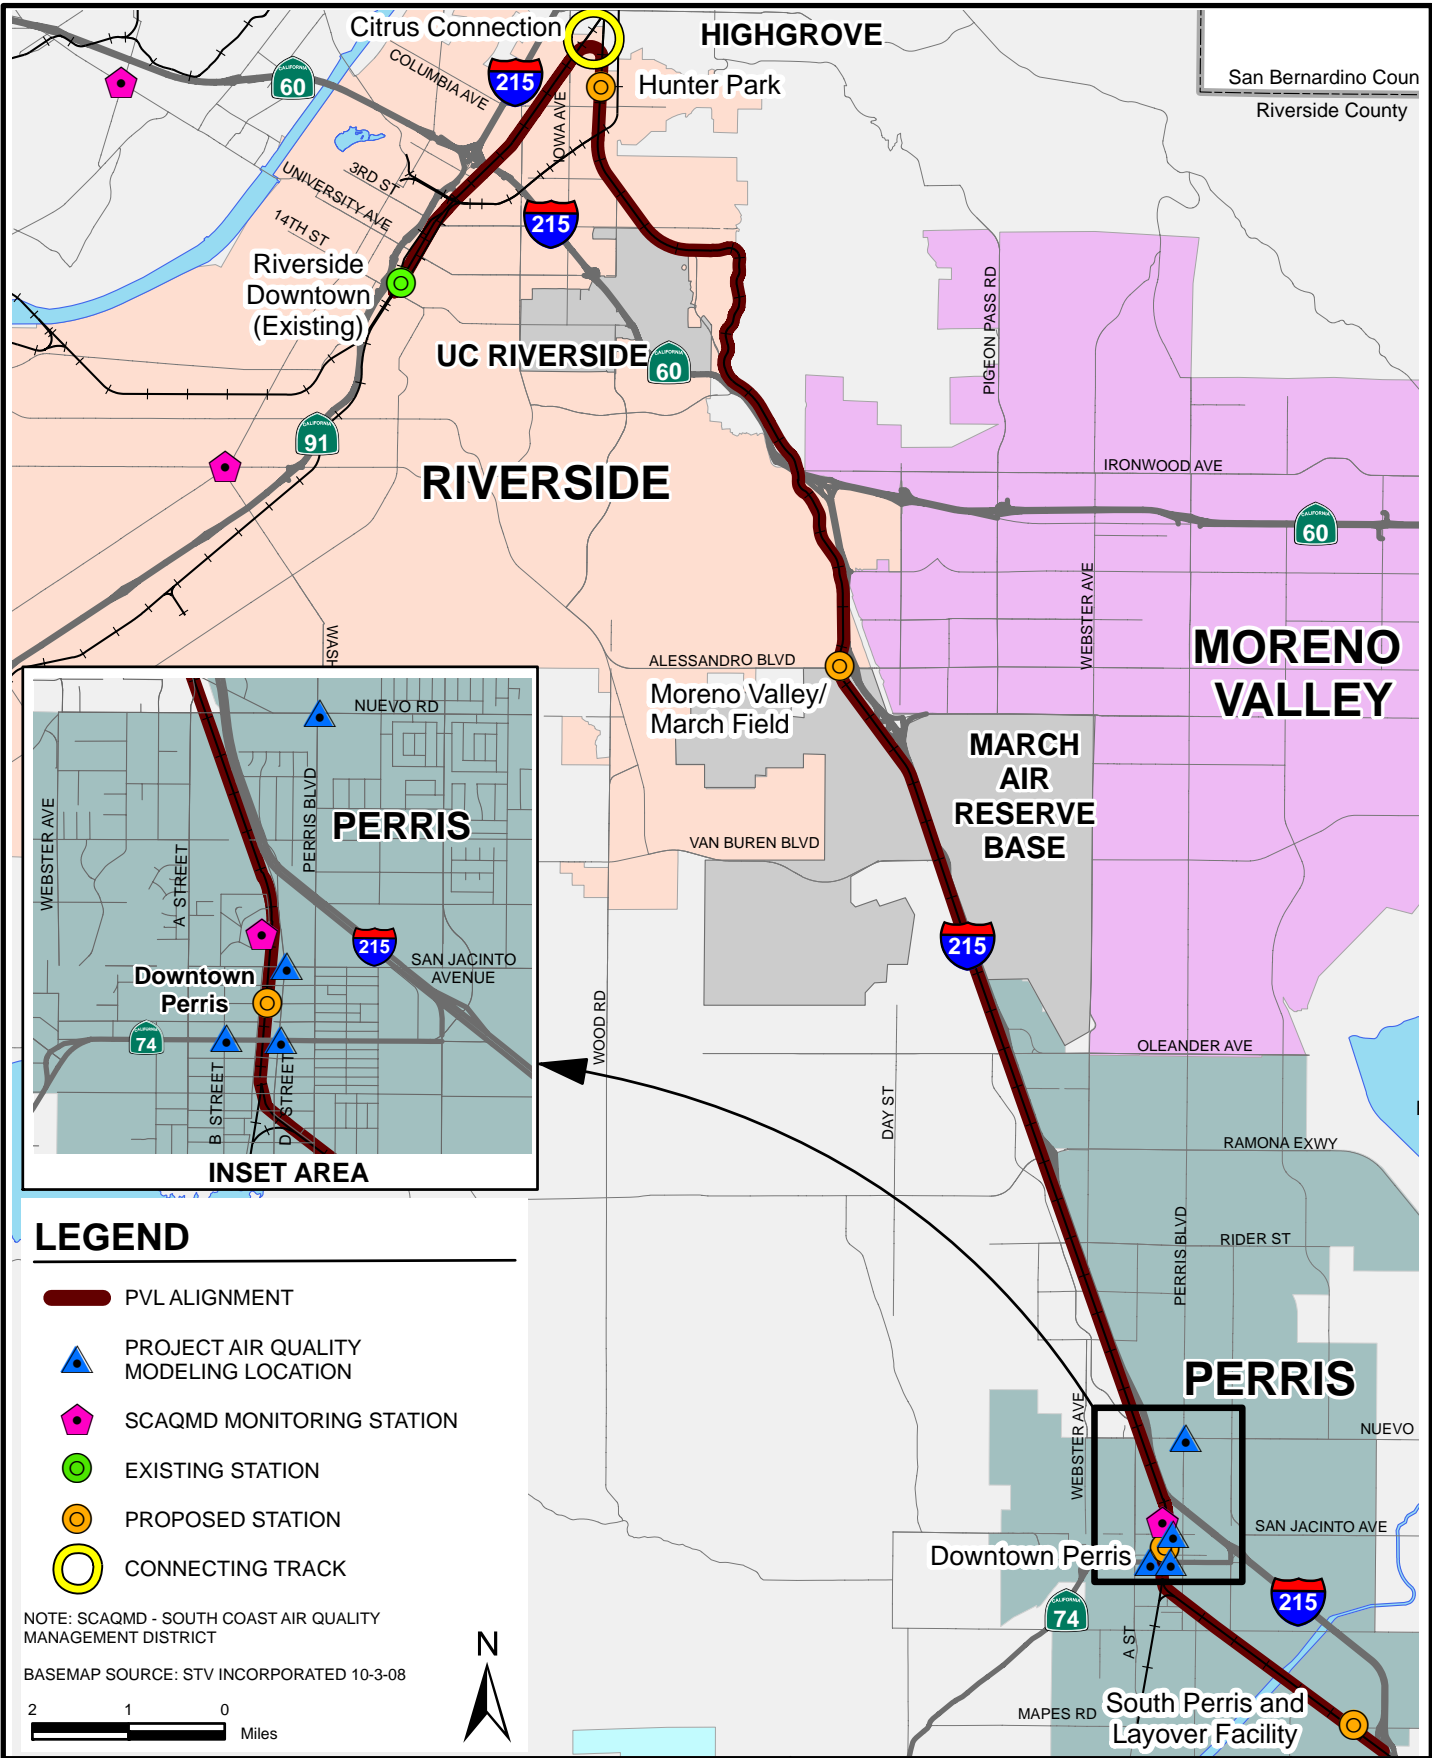 Citrus Connection
HIGHGROVE
San Bernardino Coun
Riverside County
Hunter Park
CALIFORNIA
60
215
COLUMBIA AVE
IOWA AVE
3RD ST
UNIVERSITY AVE
14TH ST
215
Riverside
Downtown
(Existing)
UC RIVERSIDE
CALIFORNIA
60
PIGEON PASS RD
CALIFORNIA
91
RIVERSIDE
IRONWOOD AVE
CALIFORNIA
60
WEBSTER AVE
WASH
MORENO
VALLEY
ALESSANDRO BLVD
Moreno Valley/
March Field
MARCH
AIR
RESERVE
BASE
VAN BUREN BLVD
215
WOOD RD
DAY ST
OLEANDER AVE
RAMONA EXWY
PERRIS BLVD
RIDER ST
PERRIS
NUEVO
WEBSTER AVE
SAN JACINTO AVE
Downtown Perris
CALIFORNIA
74
215
A ST
MAPES RD
South Perris and
Layover Facility
NUEVO RD
PERRIS BLVD
PERRIS
WEBSTER AVE
A STREET
215
SAN JACINTO
AVENUE
Downtown
Perris
CALIFORNIA
74
B STREET
D STREET
INSET AREA
LEGEND
PVL ALIGNMENT
PROJECT AIR QUALITY
MODELING LOCATION
SCAQMD MONITORING STATION
EXISTING STATION
PROPOSED STATION
CONNECTING TRACK
NOTE: SCAQMD - SOUTH COAST AIR QUALITY
MANAGEMENT DISTRICT
BASEMAP SOURCE: STV INCORPORATED 10-3-08
N
2 1 0
Miles